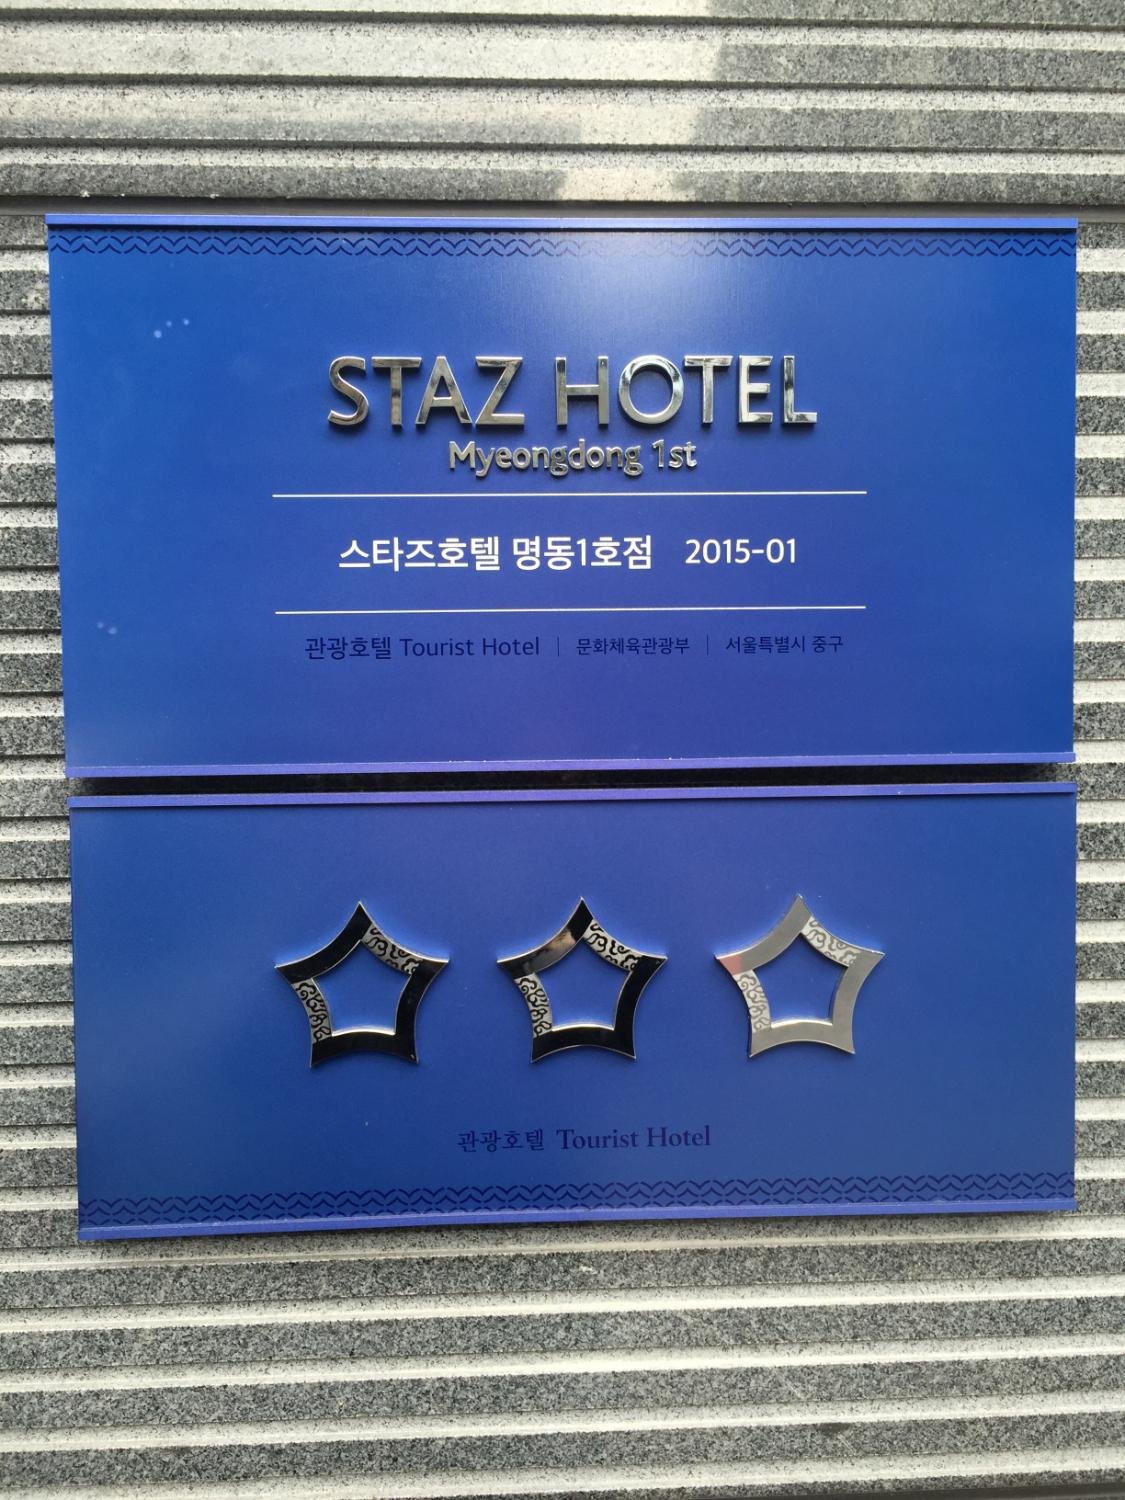 STAZ HOTEL
Myeongdong 1st
스타즈호텔 명동1호점 2015-01
관광호텔 Tourist Hotel | 문화체육관광부 | 서울특별시 중구
관광호텔 Tourist Hotel